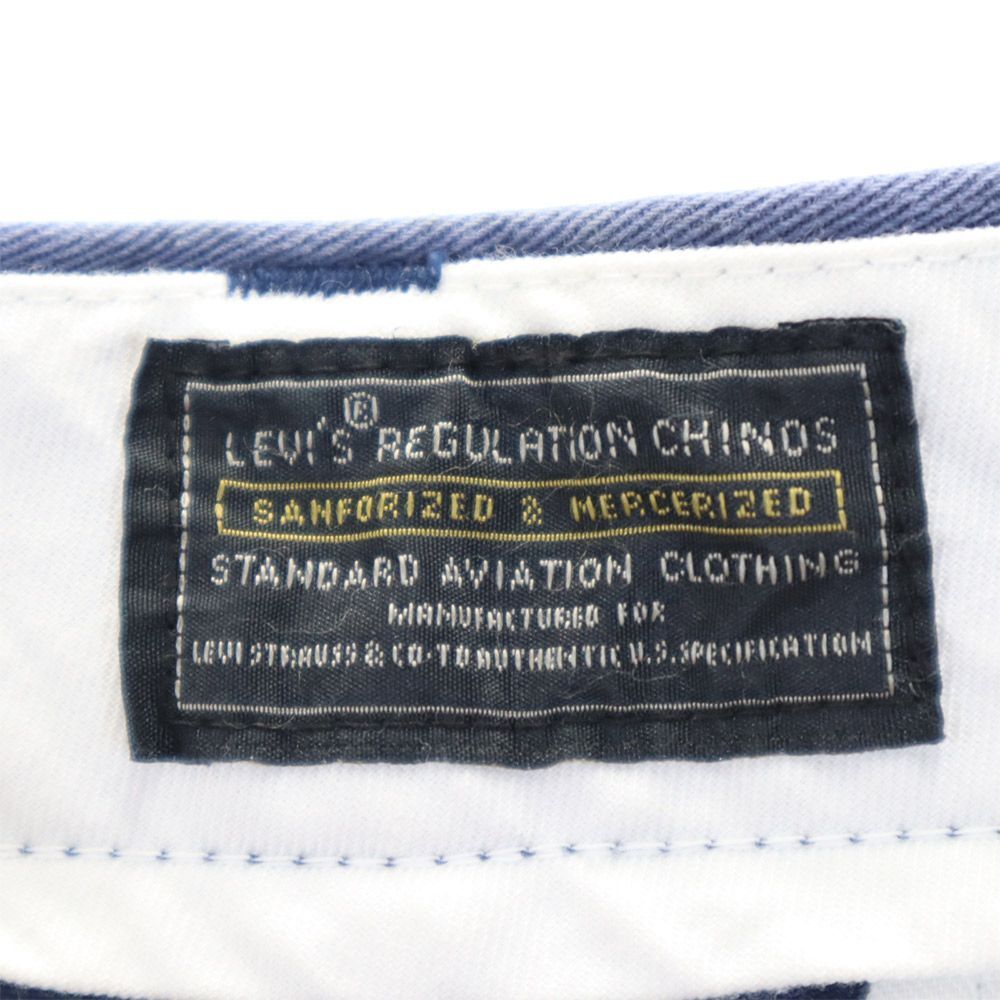 LEVI'S® REGULATION CHINOS
SANFORIZED & MERCERIZED
STANDARD AVIATION CLOTHING
MANUFACTURED FOR
LEVI STRAUSS & CO·TO AUTHENTIC U.S. SPECIFICATION